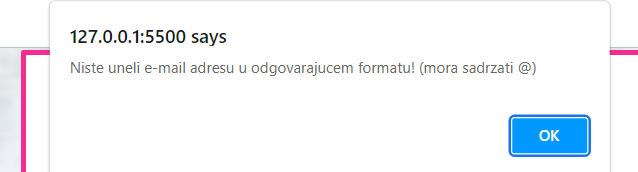 127.0.0.1:5500 says
Niste uneli e-mail adresu u odgovarajucem formatu! (mora sadrzati @)
OK